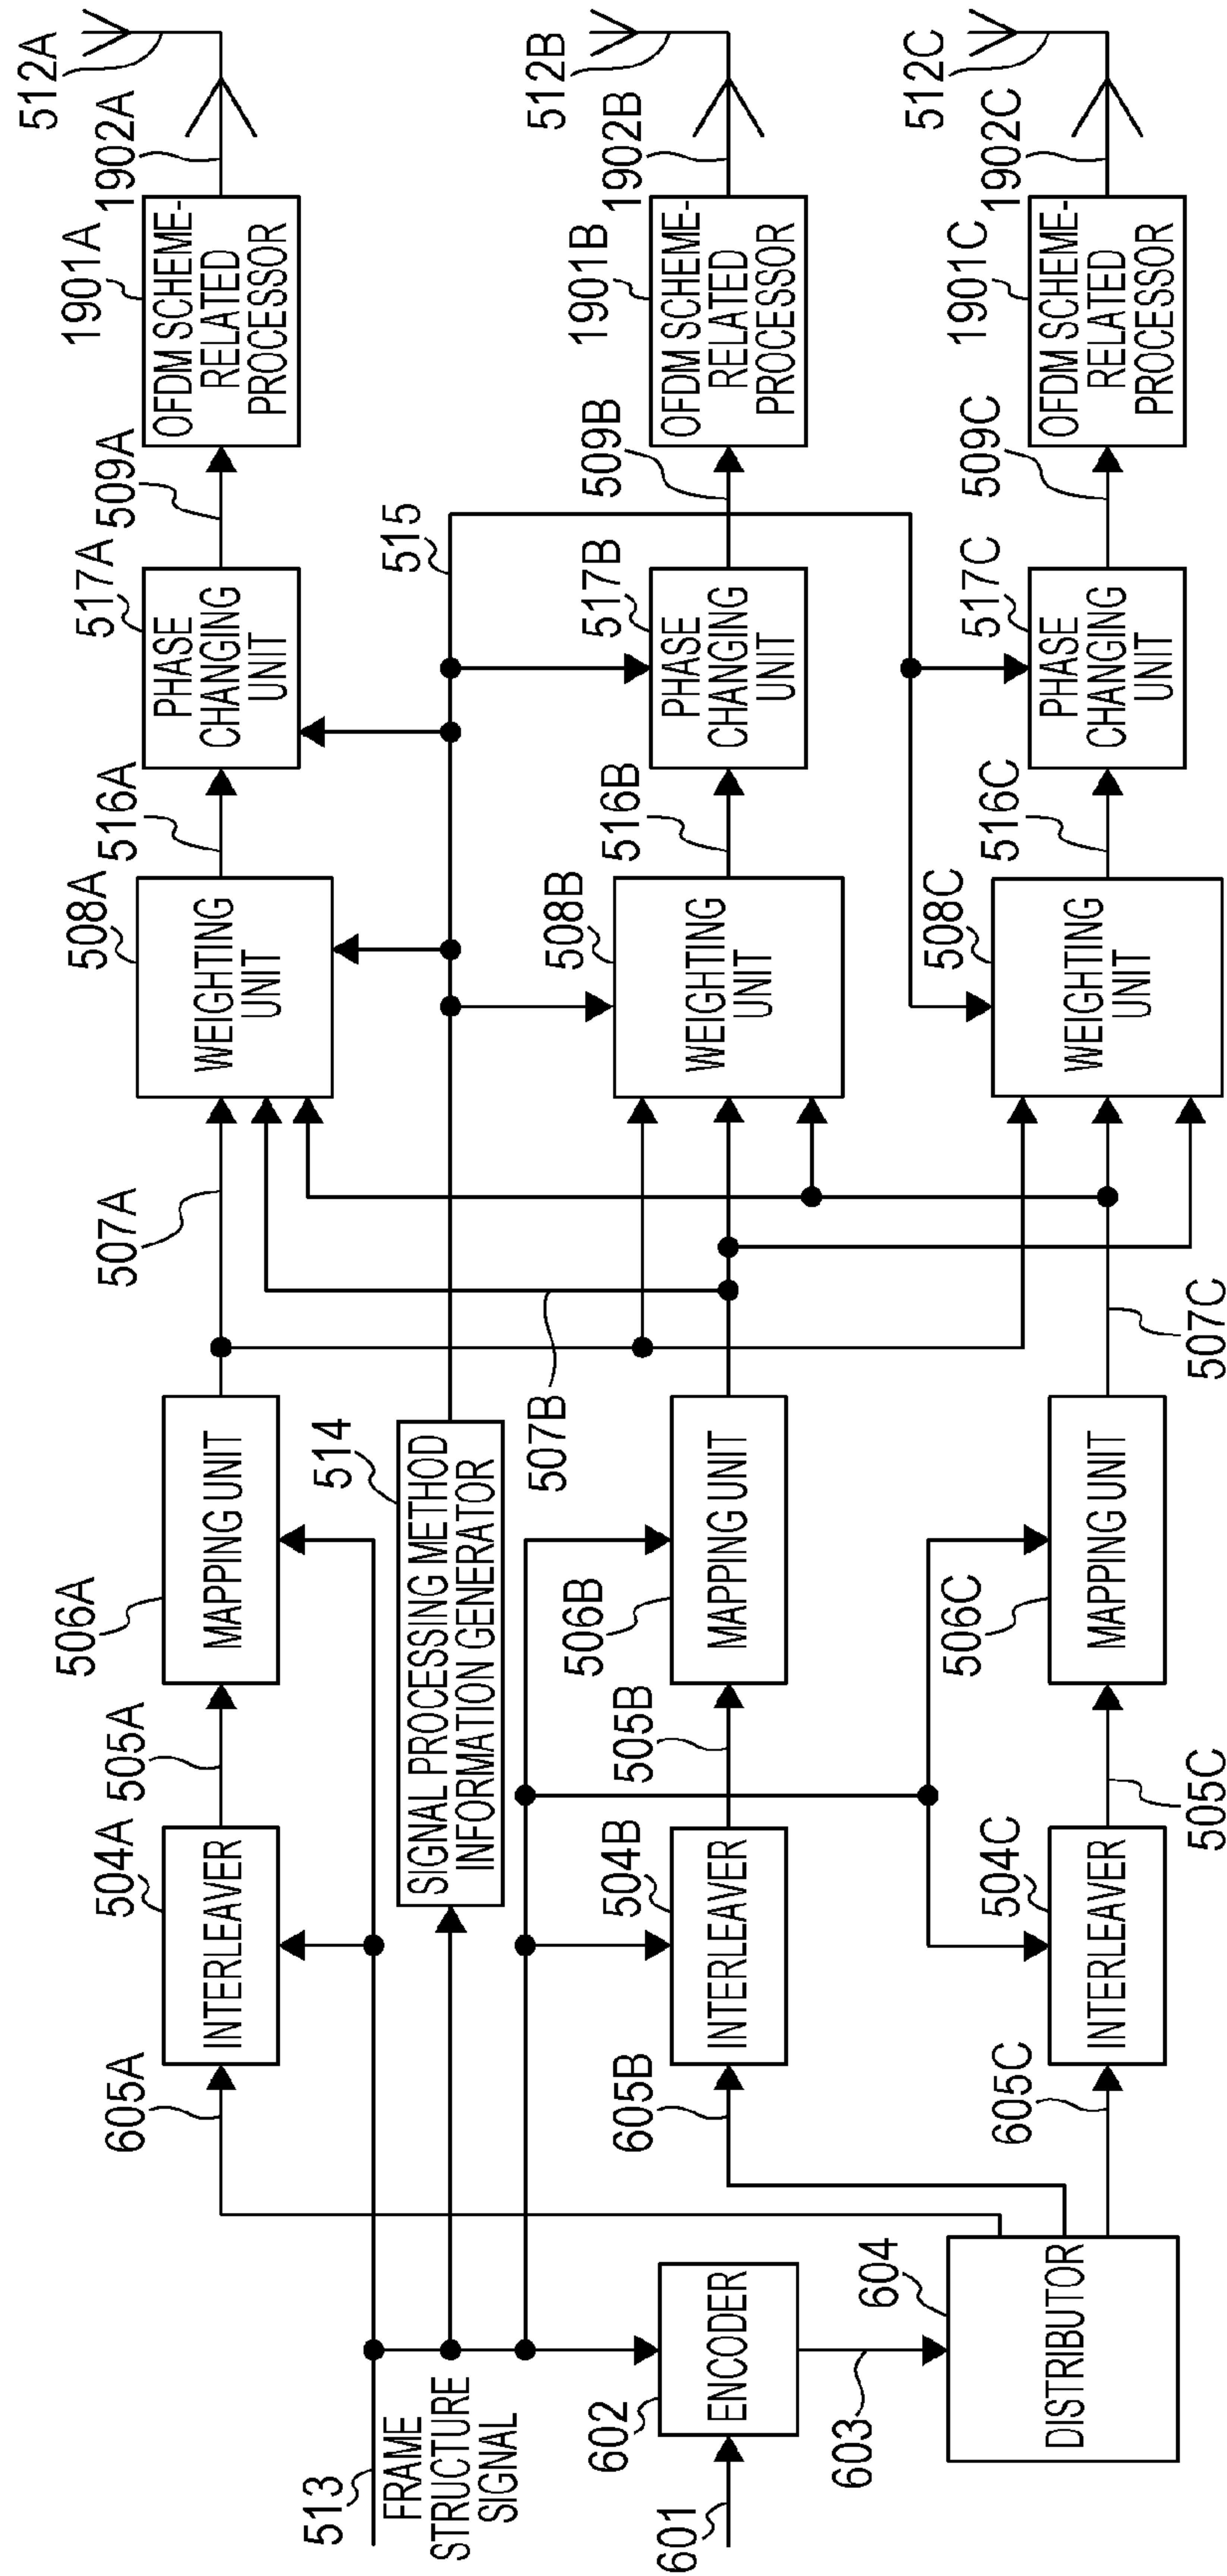 513
FRAME
STRUCTURE
SIGNAL
601
602
ENCODER
603
604
DISTRIBUTOR
605A
504A
INTERLEAVER
505A
506A
MAPPING UNIT
507A
508A
WEIGHTING
UNIT
516A
517A
PHASE
CHANGING
UNIT
509A
1901A
OFDM SCHEME-
RELATED
PROCESSOR
1902A
512A
514
SIGNAL PROCESSING METHOD
INFORMATION GENERATOR
515
605B
504B
INTERLEAVER
505B
506B
MAPPING UNIT
507B
508B
WEIGHTING
UNIT
516B
517B
PHASE
CHANGING
UNIT
509B
1901B
OFDM SCHEME-
RELATED
PROCESSOR
1902B
512B
605C
504C
INTERLEAVER
505C
506C
MAPPING UNIT
507C
508C
WEIGHTING
UNIT
516C
517C
PHASE
CHANGING
UNIT
509C
1901C
OFDM SCHEME-
RELATED
PROCESSOR
1902C
512C